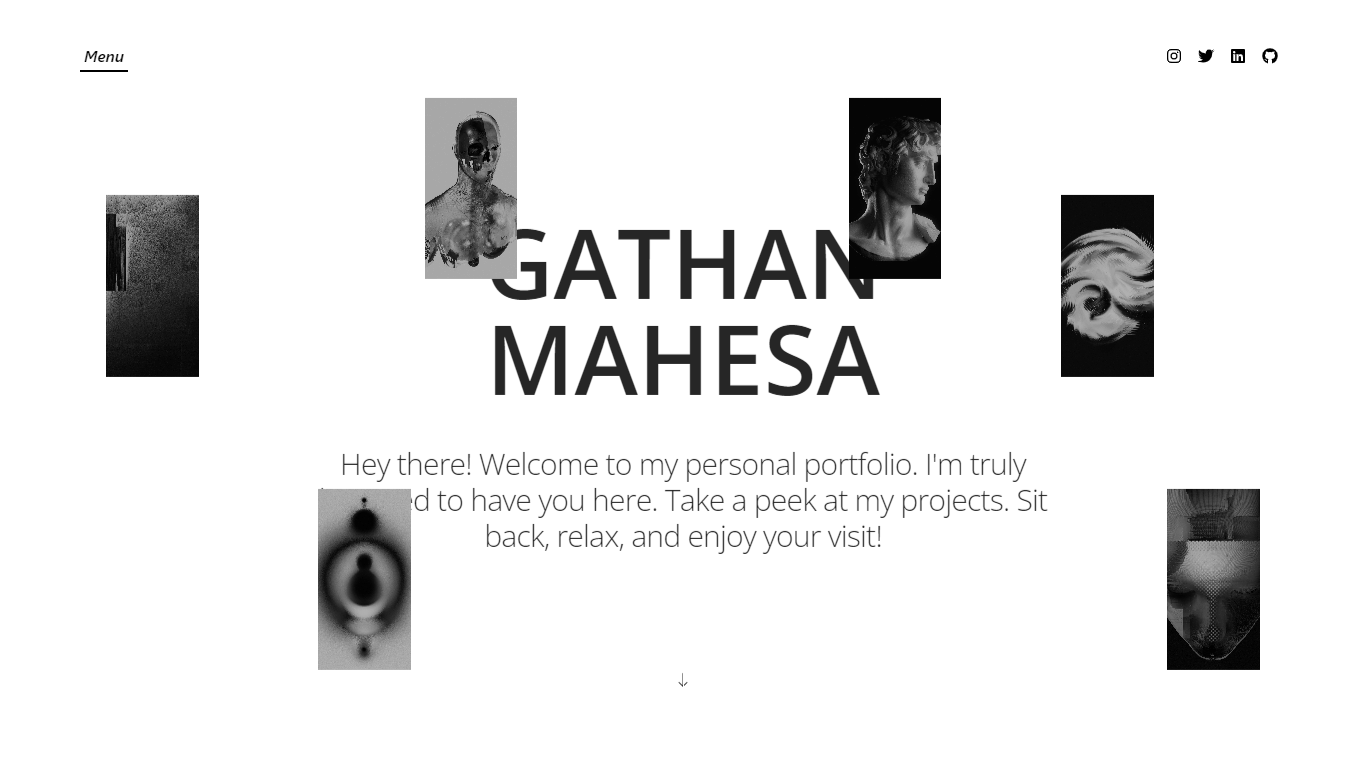 Menu
GATHAN
MAHESA
Hey there! Welcome to my personal portfolio. I'm truly
to have you here. Take a peek at my projects. Sit
back, relax, and enjoy your visit!